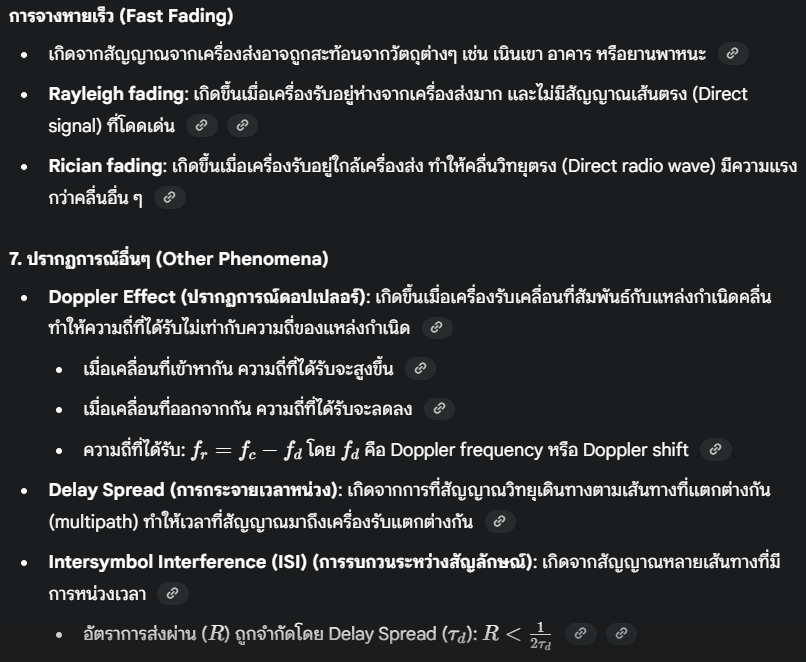 การจางหายเร็ว (Fast Fading)
• เกิดจากสัญญาณจากเครื่องส่งอาจถูกสะท้อนจากวัตถุต่างๆ เช่น เนินเขา อาคาร หรือยานพาหนะ
• Rayleigh fading: เกิดขึ้นเมื่อเครื่องรับอยู่ห่างจากเครื่องส่งมาก และไม่มีสัญญาณเส้นตรง (Direct
signal) ที่โดดเด่น
• Rician fading: เกิดขึ้นเมื่อเครื่องรับอยู่ใกล้เครื่องส่ง ทำให้คลื่นวิทยุตรง (Direct radio wave) มีความแรง
กว่าคลื่นอื่น ๆ
7. ปรากฏการณ์อื่นๆ (Other Phenomena)
• Doppler Effect (ปรากฏการณ์ดอปเปลอร์): เกิดขึ้นเมื่อเครื่องรับเคลื่อนที่สัมพันธ์กับแหล่งกำเนิดคลื่น
ทำให้ความถี่ที่ได้รับไม่เท่ากับความถี่ของแหล่งกำเนิด
• เมื่อเคลื่อนที่เข้าหากัน ความถี่ที่ได้รับจะสูงขึ้น
• เมื่อเคลื่อนที่ออกจากกัน ความถี่ที่ได้รับจะลดลง
• ความถี่ที่ได้รับ: $f_r = f_c - f_d$ โดย $f_d$ คือ Doppler frequency หรือ Doppler shift
• Delay Spread (การกระจายเวลาหน่วง): เกิดจากการที่สัญญาณวิทยุเดินทางตามเส้นทางที่แตกต่างกัน
(multipath) ทำให้เวลาที่สัญญาณมาถึงเครื่องรับแตกต่างกัน
• Intersymbol Interference (ISI) (การรบกวนระหว่างสัญลักษณ์): เกิดจากสัญญาณหลายเส้นทางที่มี
การหน่วงเวลา
• อัตราการส่งผ่าน ($R$) ถูกจำกัดโดย Delay Spread ($\tau_d$): $R < \frac{1}{2\tau_d}$